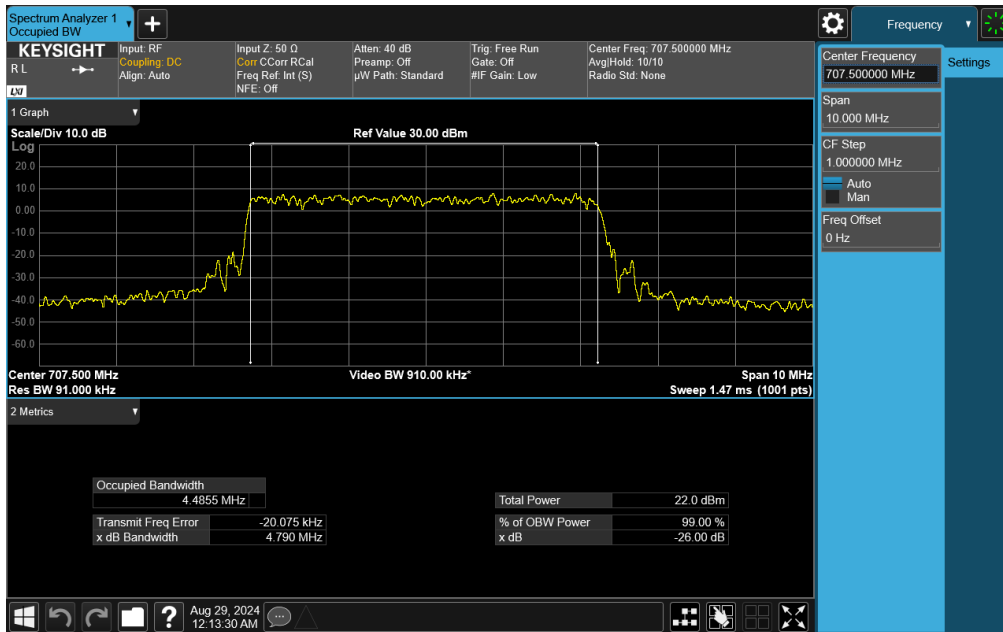 Spectrum Analyzer 1
Occupied BW
+
Frequency
KEYSIGHT
R L
LXI
Input: RF
Coupling: DC
Align: Auto
Input Z: 50 Ω
Corr CCorr RCal
Freq Ref: Int (S)
NFE: Off
Atten: 40 dB
Preamp: Off
µW Path: Standard
Trig: Free Run
Gate: Off
#IF Gain: Low
Center Freq: 707.500000 MHz
Avg|Hold: 10/10
Radio Std: None
Center Frequency
707.500000 MHz
Settings
Span
10.000 MHz
CF Step
1.000000 MHz
Auto
Man
Freq Offset
0 Hz
1 Graph
Scale/Div 10.0 dB
Ref Value 30.00 dBm
Log
20.0
10.0
0.00
-10.0
-20.0
-30.0
-40.0
-50.0
-60.0
Center 707.500 MHz
Video BW 910.00 kHz*
Span 10 MHz
Res BW 91.000 kHz
Sweep 1.47 ms (1001 pts)
2 Metrics
Occupied Bandwidth
4.4855 MHz
Total Power 22.0 dBm
Transmit Freq Error -20.075 kHz
% of OBW Power 99.00 %
x dB Bandwidth 4.790 MHz
x dB -26.00 dB
?
Aug 29, 2024
12:13:30 AM